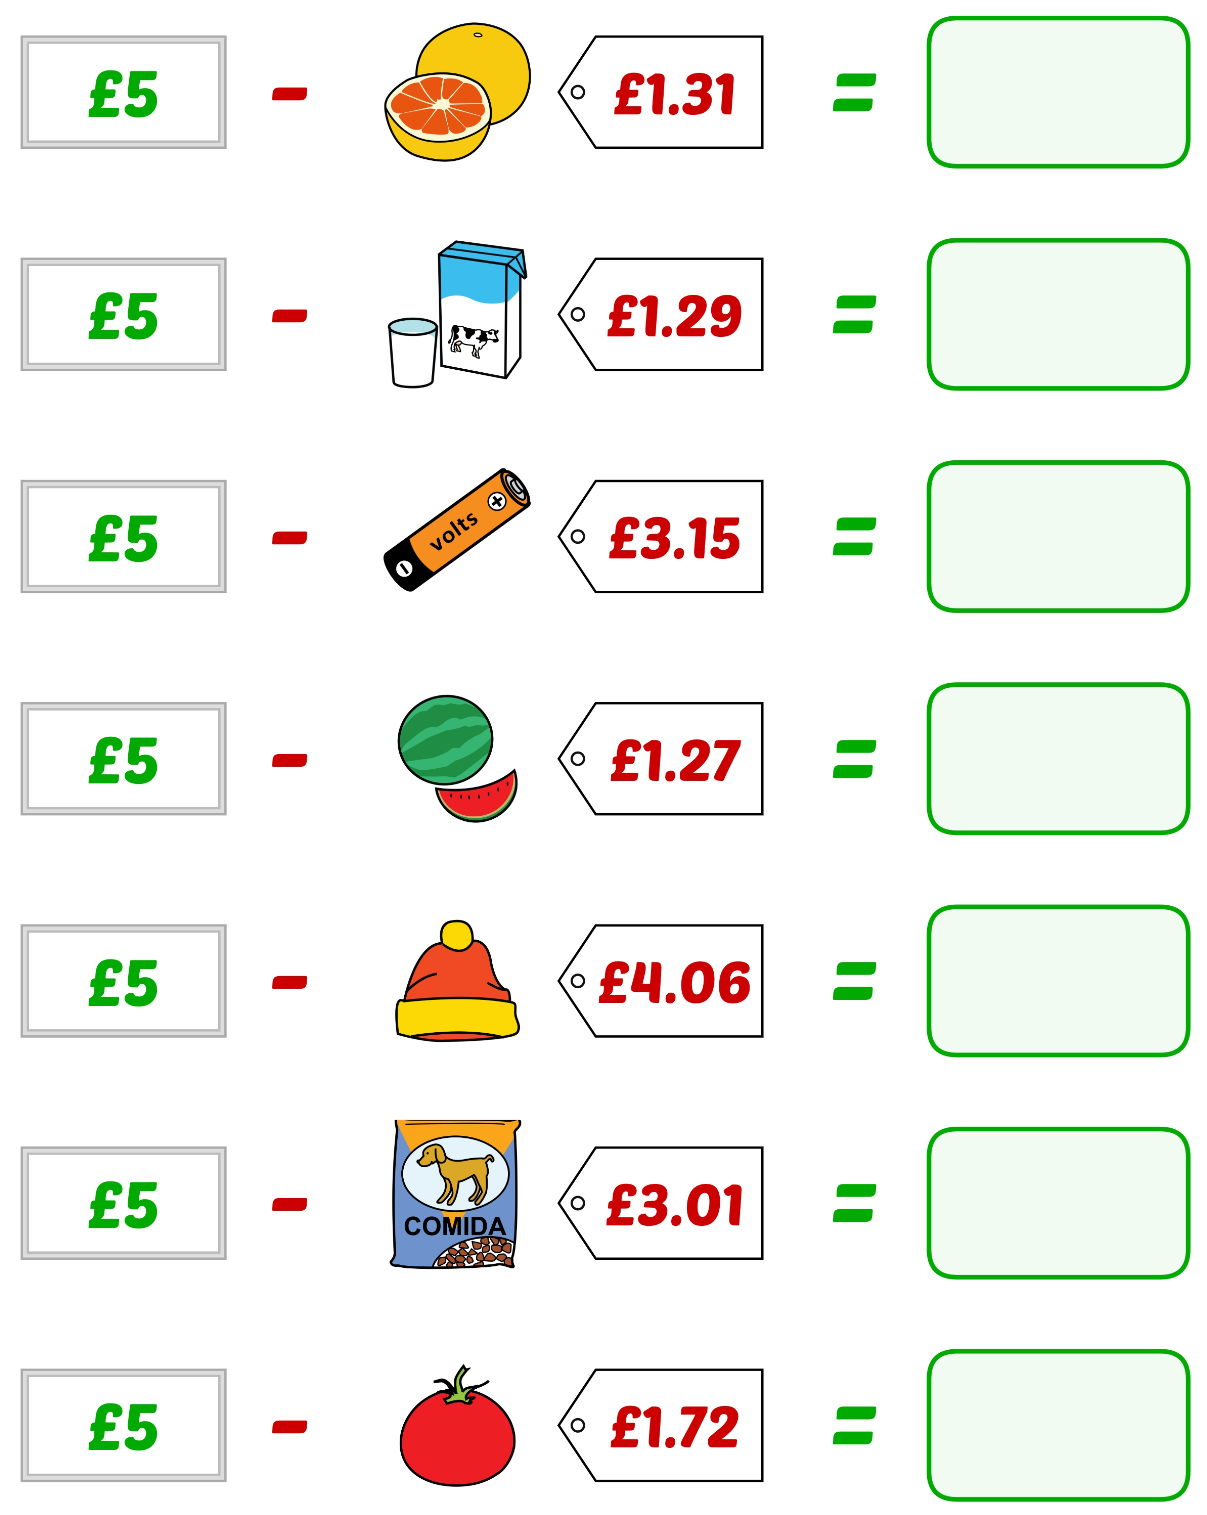 £5 - £1.31 =
£5 - £1.29 =
£5 - volts £3.15 =
£5 - £1.27 =
£5 - £4.06 =
£5 - COMIDA £3.01 =
£5 - £1.72 =